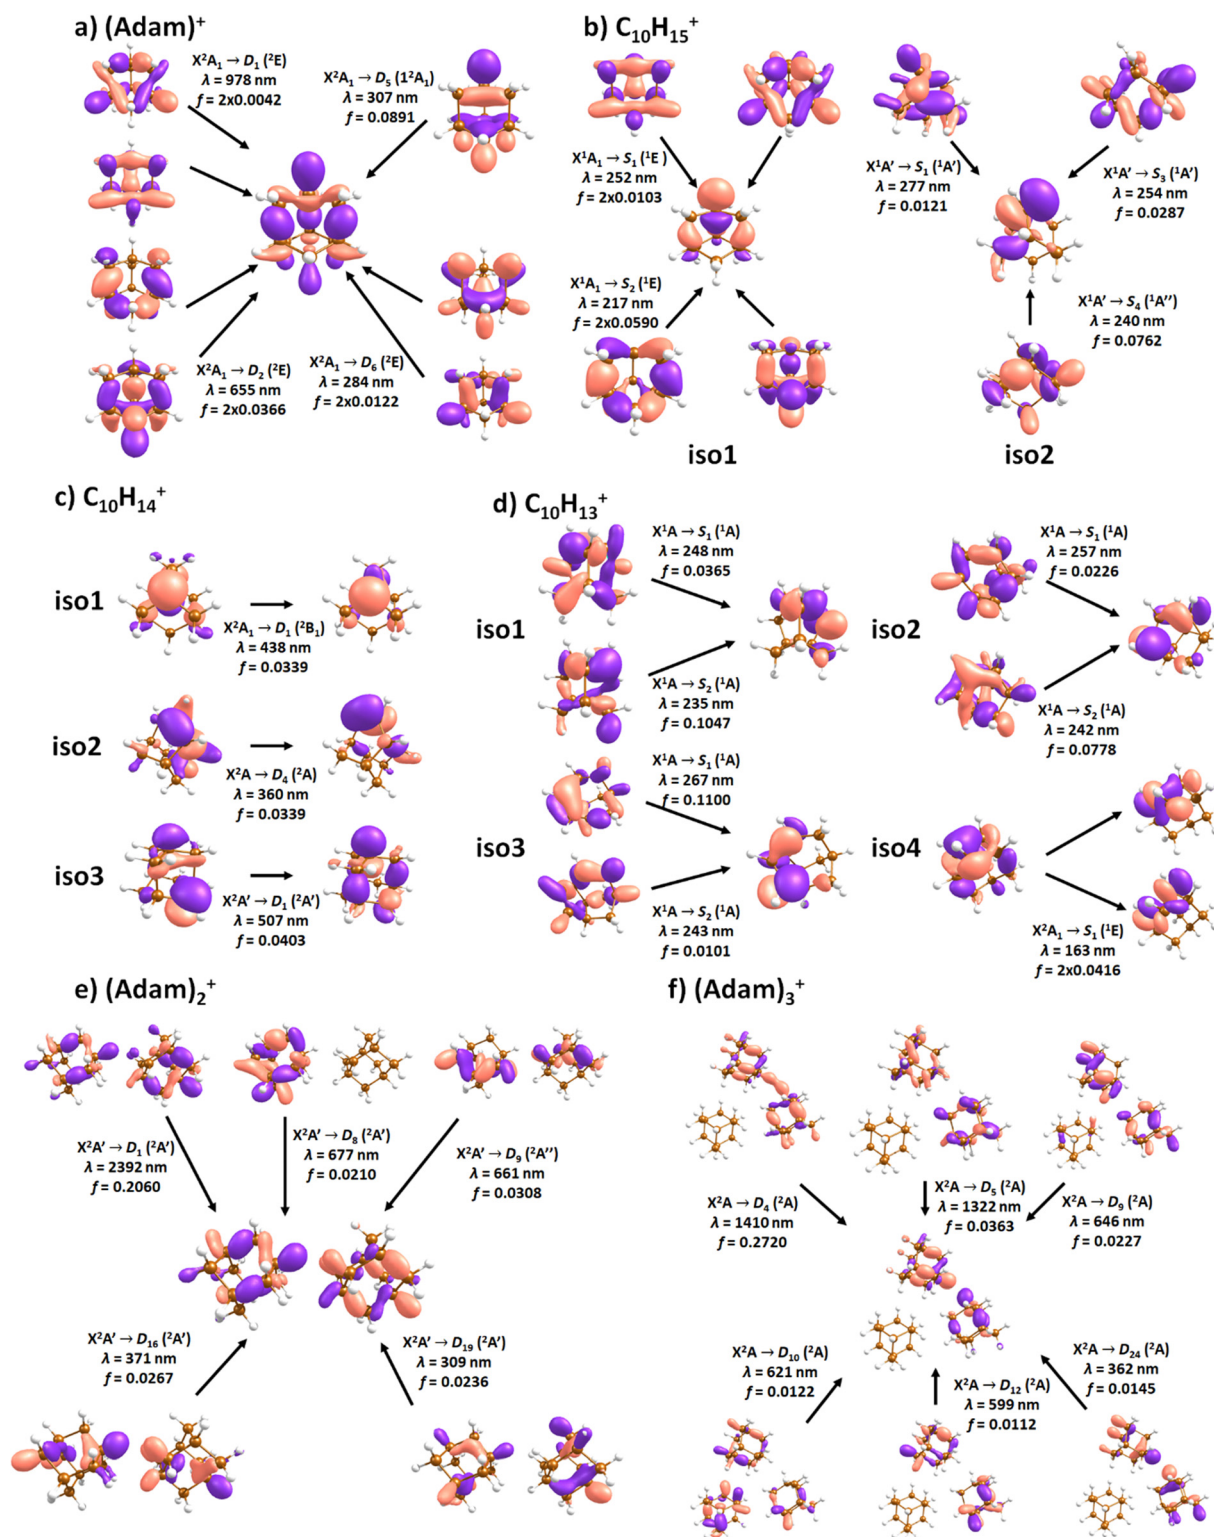 a) (Adam)⁺
X²A₁ → D₁ (²E)
λ = 978 nm
f = 2x0.0042
X²A₁ → D₅ (1²A₁)
λ = 307 nm
f = 0.0891
X²A₁ → D₂ (²E)
λ = 655 nm
f = 2x0.0366
X²A₁ → D₆ (²E)
λ = 284 nm
f = 2x0.0122
b) C₁₀H₁₅⁺
X¹A₁ → S₁ (¹E)
λ = 252 nm
f = 2x0.0103
X¹A₁ → S₂ (¹E)
λ = 217 nm
f = 2x0.0590
iso1
X¹A' → S₁ (¹A')
λ = 277 nm
f = 0.0121
X¹A' → S₃ (¹A')
λ = 254 nm
f = 0.0287
X¹A' → S₄ (¹A'')
λ = 240 nm
f = 0.0762
iso2
c) C₁₀H₁₄⁺
iso1
X²A₁ → D₁ (²B₁)
λ = 438 nm
f = 0.0339
iso2
X²A → D₄ (²A)
λ = 360 nm
f = 0.0339
iso3
X²A' → D₁ (²A')
λ = 507 nm
f = 0.0403
d) C₁₀H₁₃⁺
iso1
X¹A → S₁ (¹A)
λ = 248 nm
f = 0.0365
X¹A → S₂ (¹A)
λ = 235 nm
f = 0.1047
iso2
X¹A → S₁ (¹A)
λ = 257 nm
f = 0.0226
X¹A → S₂ (¹A)
λ = 242 nm
f = 0.0778
iso3
X¹A → S₁ (¹A)
λ = 267 nm
f = 0.1100
X¹A → S₂ (¹A)
λ = 243 nm
f = 0.0101
iso4
X²A₁ → S₁ (¹E)
λ = 163 nm
f = 2x0.0416
e) (Adam)₂⁺
X²A' → D₁ (²A')
λ = 2392 nm
f = 0.2060
X²A' → D₈ (²A')
λ = 677 nm
f = 0.0210
X²A' → D₉ (²A'')
λ = 661 nm
f = 0.0308
X²A' → D₁₆ (²A')
λ = 371 nm
f = 0.0267
X²A' → D₁₉ (²A')
λ = 309 nm
f = 0.0236
f) (Adam)₃⁺
X²A → D₄ (²A)
λ = 1410 nm
f = 0.2720
X²A → D₅ (²A)
λ = 1322 nm
f = 0.0363
X²A → D₉ (²A)
λ = 646 nm
f = 0.0227
X²A → D₁₀ (²A)
λ = 621 nm
f = 0.0122
X²A → D₁₂ (²A)
λ = 599 nm
f = 0.0112
X²A → D₂₄ (²A)
λ = 362 nm
f = 0.0145